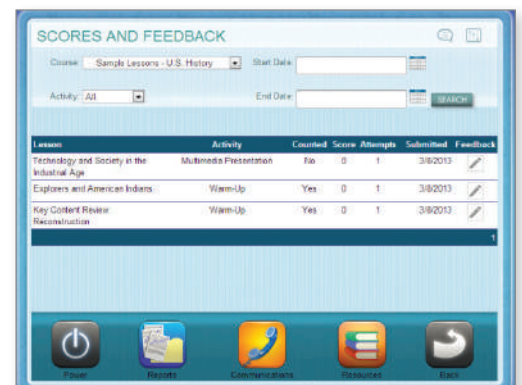 SCORES AND FEEDBACK
Course: Sample Lessons - U.S. History Start Date:
Activity: All End Date: SEARCH
Lesson Activity Counted Score Attempts Submitted Feedback
Technology and Society in the Multimedia Presentation No 0 1 3/8/2013
Industrial Age
Explorers and American Indians Warm-Up Yes 0 1 3/8/2013
Key Content Review Warm-Up Yes 0 1 3/8/2013
Reconstruction
1
Power Reports Communications Resources Back